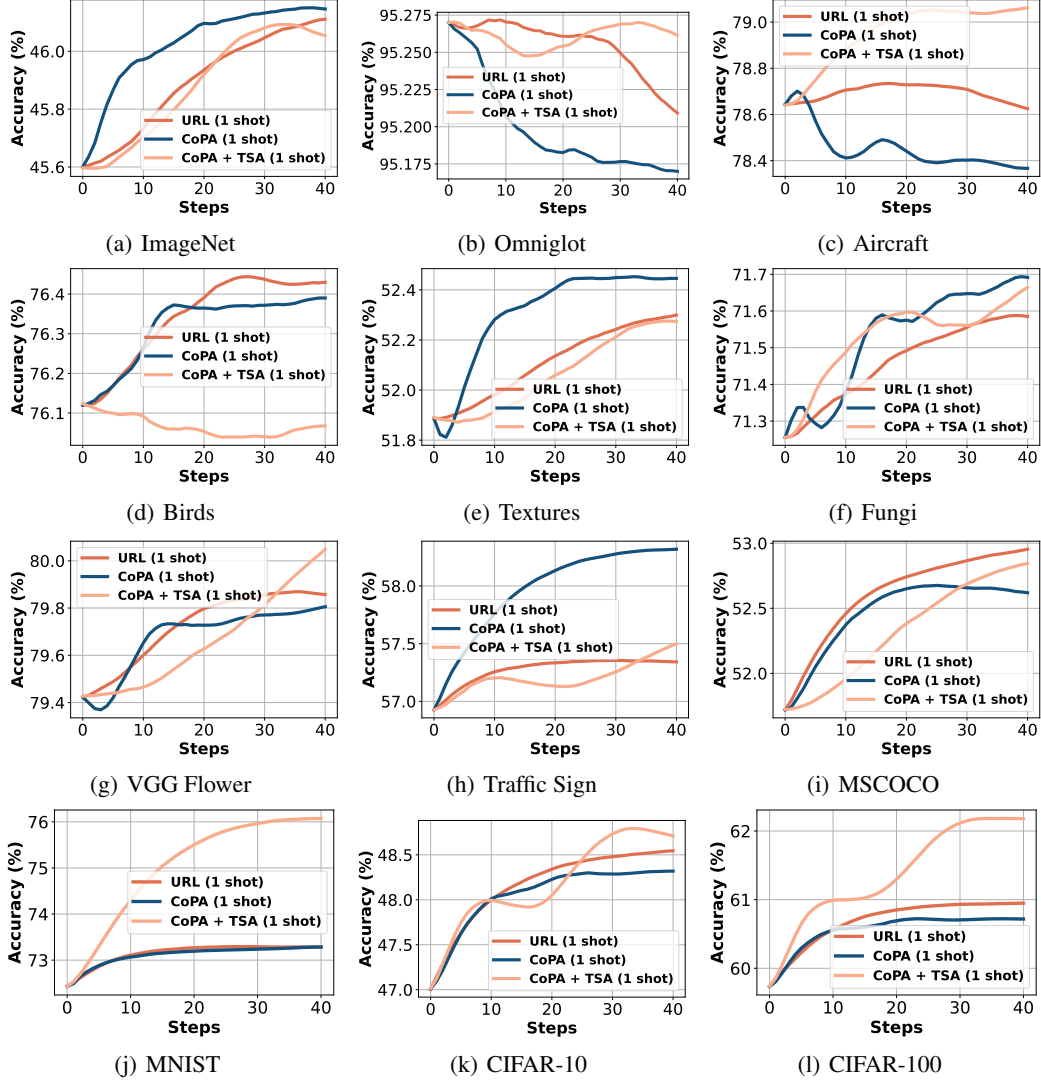 Accuracy (%)
46.0
45.8
45.6
0 10 20 30 40
Steps
URL (1 shot)
CoPA (1 shot)
CoPA + TSA (1 shot)
(a) ImageNet
Accuracy (%)
95.275
95.250
95.200
95.175
0 10 20 30 40
Steps
URL (1 shot)
CoPA (1 shot)
CoPA + TSA (1 shot)
(b) Omniglot
Accuracy (%)
79.0
78.8
78.6
78.4
0 10 20 30 40
Steps
URL (1 shot)
CoPA (1 shot)
CoPA + TSA (1 shot)
(c) Aircraft
Accuracy (%)
76.4
76.3
76.2
76.1
0 10 20 30 40
Steps
URL (1 shot)
CoPA (1 shot)
CoPA + TSA (1 shot)
(d) Birds
Accuracy (%)
52.4
52.2
52.0
51.8
0 10 20 30 40
Steps
URL (1 shot)
CoPA (1 shot)
CoPA + TSA (1 shot)
(e) Textures
Accuracy (%)
71.7
71.6
71.5
71.4
71.3
0 10 20 30 40
Steps
URL (1 shot)
CoPA (1 shot)
CoPA + TSA (1 shot)
(f) Fungi
Accuracy (%)
80.0
79.8
79.6
79.4
0 10 20 30 40
Steps
URL (1 shot)
CoPA (1 shot)
CoPA + TSA (1 shot)
(g) VGG Flower
Accuracy (%)
58.0
57.5
57.0
0 10 20 30 40
Steps
URL (1 shot)
CoPA (1 shot)
CoPA + TSA (1 shot)
(h) Traffic Sign
Accuracy (%)
53.0
52.5
52.0
0 10 20 30 40
Steps
URL (1 shot)
CoPA (1 shot)
CoPA + TSA (1 shot)
(i) MSCOCO
Accuracy (%)
76
75
74
73
0 10 20 30 40
Steps
URL (1 shot)
CoPA (1 shot)
CoPA + TSA (1 shot)
(j) MNIST
Accuracy (%)
48.5
48.0
47.5
47.0
0 10 20 30 40
Steps
URL (1 shot)
CoPA (1 shot)
CoPA + TSA (1 shot)
(k) CIFAR-10
Accuracy (%)
62
61
60
0 10 20 30 40
Steps
URL (1 shot)
CoPA (1 shot)
CoPA + TSA (1 shot)
(l) CIFAR-100